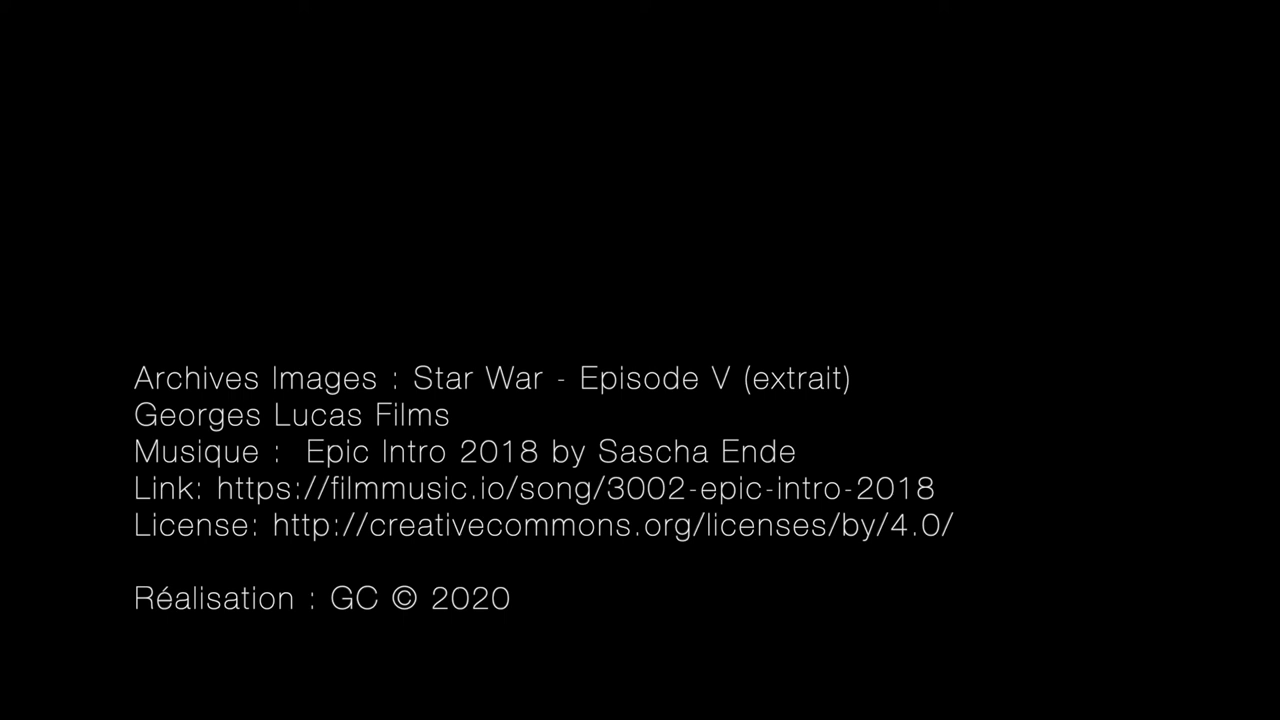 Archives Images : Star War - Episode V (extrait)
Georges Lucas Films
Musique :  Epic Intro 2018 by Sascha Ende
Link: https://filmmusic.io/song/3002-epic-intro-2018
License: http://creativecommons.org/licenses/by/4.0/
Réalisation : GC © 2020